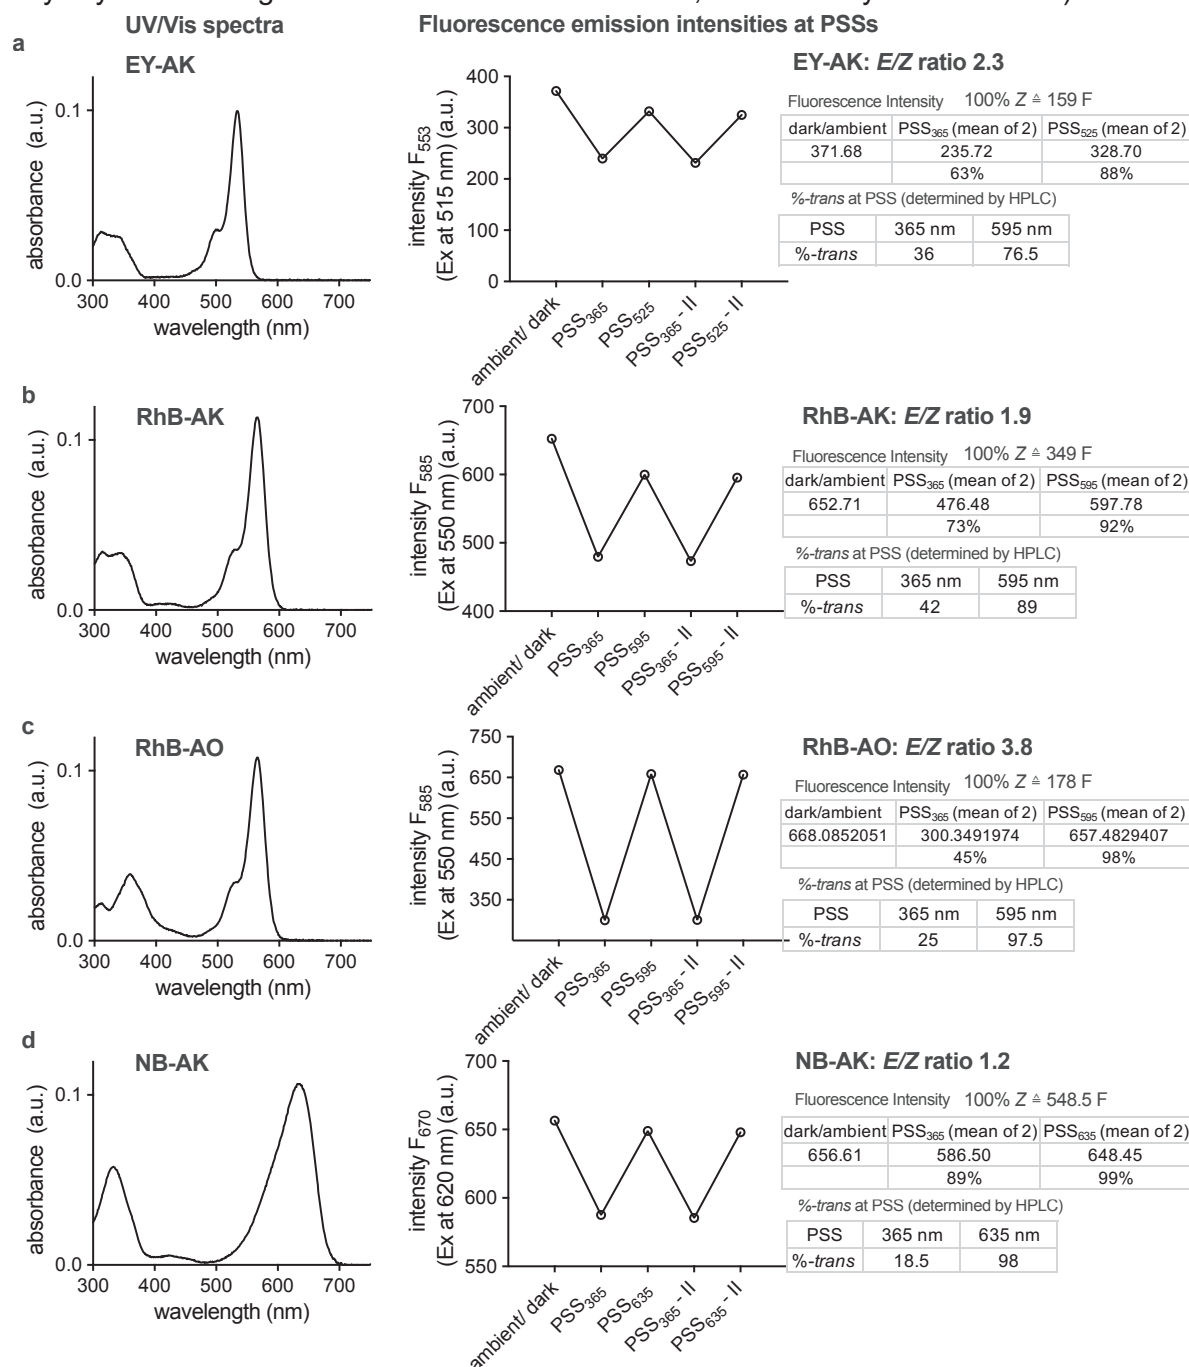 UV/Vis spectra
Fluorescence emission intensities at PSSs
a
EY-AK
absorbance (a.u.)
0.1
0.0
300 400 500 600 700
wavelength (nm)
intensity F553
(Ex at 515 nm) (a.u.)
400
300
200
100
0
ambient/ dark
PSS365
PSS525
PSS365 - II
PSS525 - II
EY-AK: E/Z ratio 2.3
Fluorescence Intensity 100% Z ≙ 159 F
dark/ambient PSS365 (mean of 2) PSS525 (mean of 2)
371.68 235.72 328.70
63% 88%
%-trans at PSS (determined by HPLC)
PSS 365 nm 595 nm
%-trans 36 76.5
b
RhB-AK
absorbance (a.u.)
0.1
0.0
300 400 500 600 700
wavelength (nm)
intensity F585
(Ex at 550 nm) (a.u.)
700
600
500
400
ambient/ dark
PSS365
PSS595
PSS365 - II
PSS595 - II
RhB-AK: E/Z ratio 1.9
Fluorescence Intensity 100% Z ≙ 349 F
dark/ambient PSS365 (mean of 2) PSS595 (mean of 2)
652.71 476.48 597.78
73% 92%
%-trans at PSS (determined by HPLC)
PSS 365 nm 595 nm
%-trans 42 89
c
RhB-AO
absorbance (a.u.)
0.1
0.0
300 400 500 600 700
wavelength (nm)
intensity F585
(Ex at 550 nm) (a.u.)
750
650
550
450
350
ambient/ dark
PSS365
PSS595
PSS365 - II
PSS595 - II
RhB-AO: E/Z ratio 3.8
Fluorescence Intensity 100% Z ≙ 178 F
dark/ambient PSS365 (mean of 2) PSS595 (mean of 2)
668.0852051 300.3491974 657.4829407
45% 98%
%-trans at PSS (determined by HPLC)
PSS 365 nm 595 nm
%-trans 25 97.5
d
NB-AK
absorbance (a.u.)
0.1
0.0
300 400 500 600 700
wavelength (nm)
intensity F670
(Ex at 620 nm) (a.u.)
700
650
600
550
ambient/ dark
PSS365
PSS635
PSS365 - II
PSS635 - II
NB-AK: E/Z ratio 1.2
Fluorescence Intensity 100% Z ≙ 548.5 F
dark/ambient PSS365 (mean of 2) PSS635 (mean of 2)
656.61 586.50 648.45
89% 99%
%-trans at PSS (determined by HPLC)
PSS 365 nm 635 nm
%-trans 18.5 98